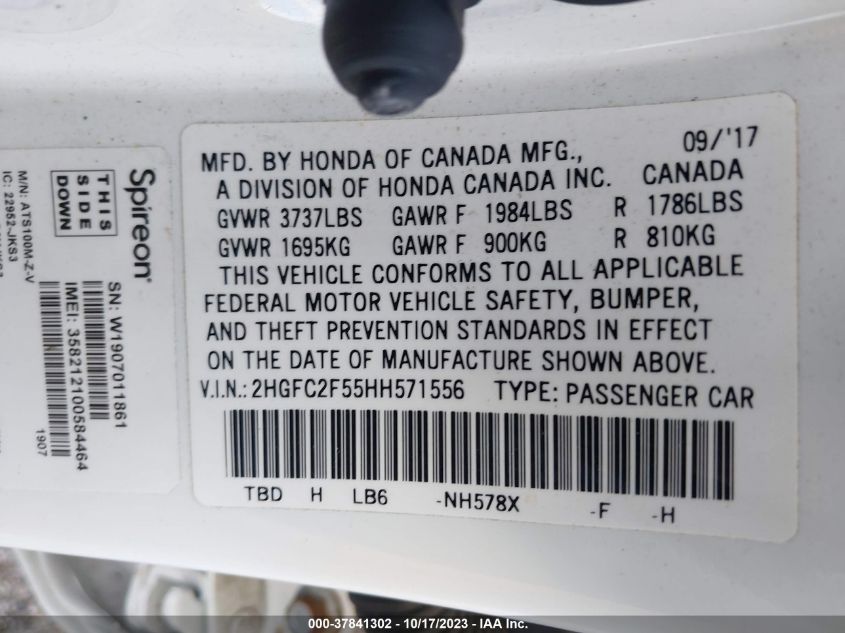 MFD. BY HONDA OF CANADA MFG., 09/'17
A DIVISION OF HONDA CANADA INC. CANADA
GVWR 3737LBS GAWR F 1984LBS R 1786LBS
GVWR 1695KG GAWR F 900KG R 810KG
THIS VEHICLE CONFORMS TO ALL APPLICABLE
FEDERAL MOTOR VEHICLE SAFETY, BUMPER,
AND THEFT PREVENTION STANDARDS IN EFFECT
ON THE DATE OF MANUFACTURE SHOWN ABOVE.
V.I.N.: 2HGFC2F55HH571556 TYPE: PASSENGER CAR
TBD H LB6 -NH578X -F -H
Spireon
THIS
SIDE
DOWN
M/N: ATS100M-Z-V
IC: 22952-JKS3
SN: W1907011861
IMEI: 358212100584464
1907
000-37841302 - 10/17/2023 - IAAI Inc.